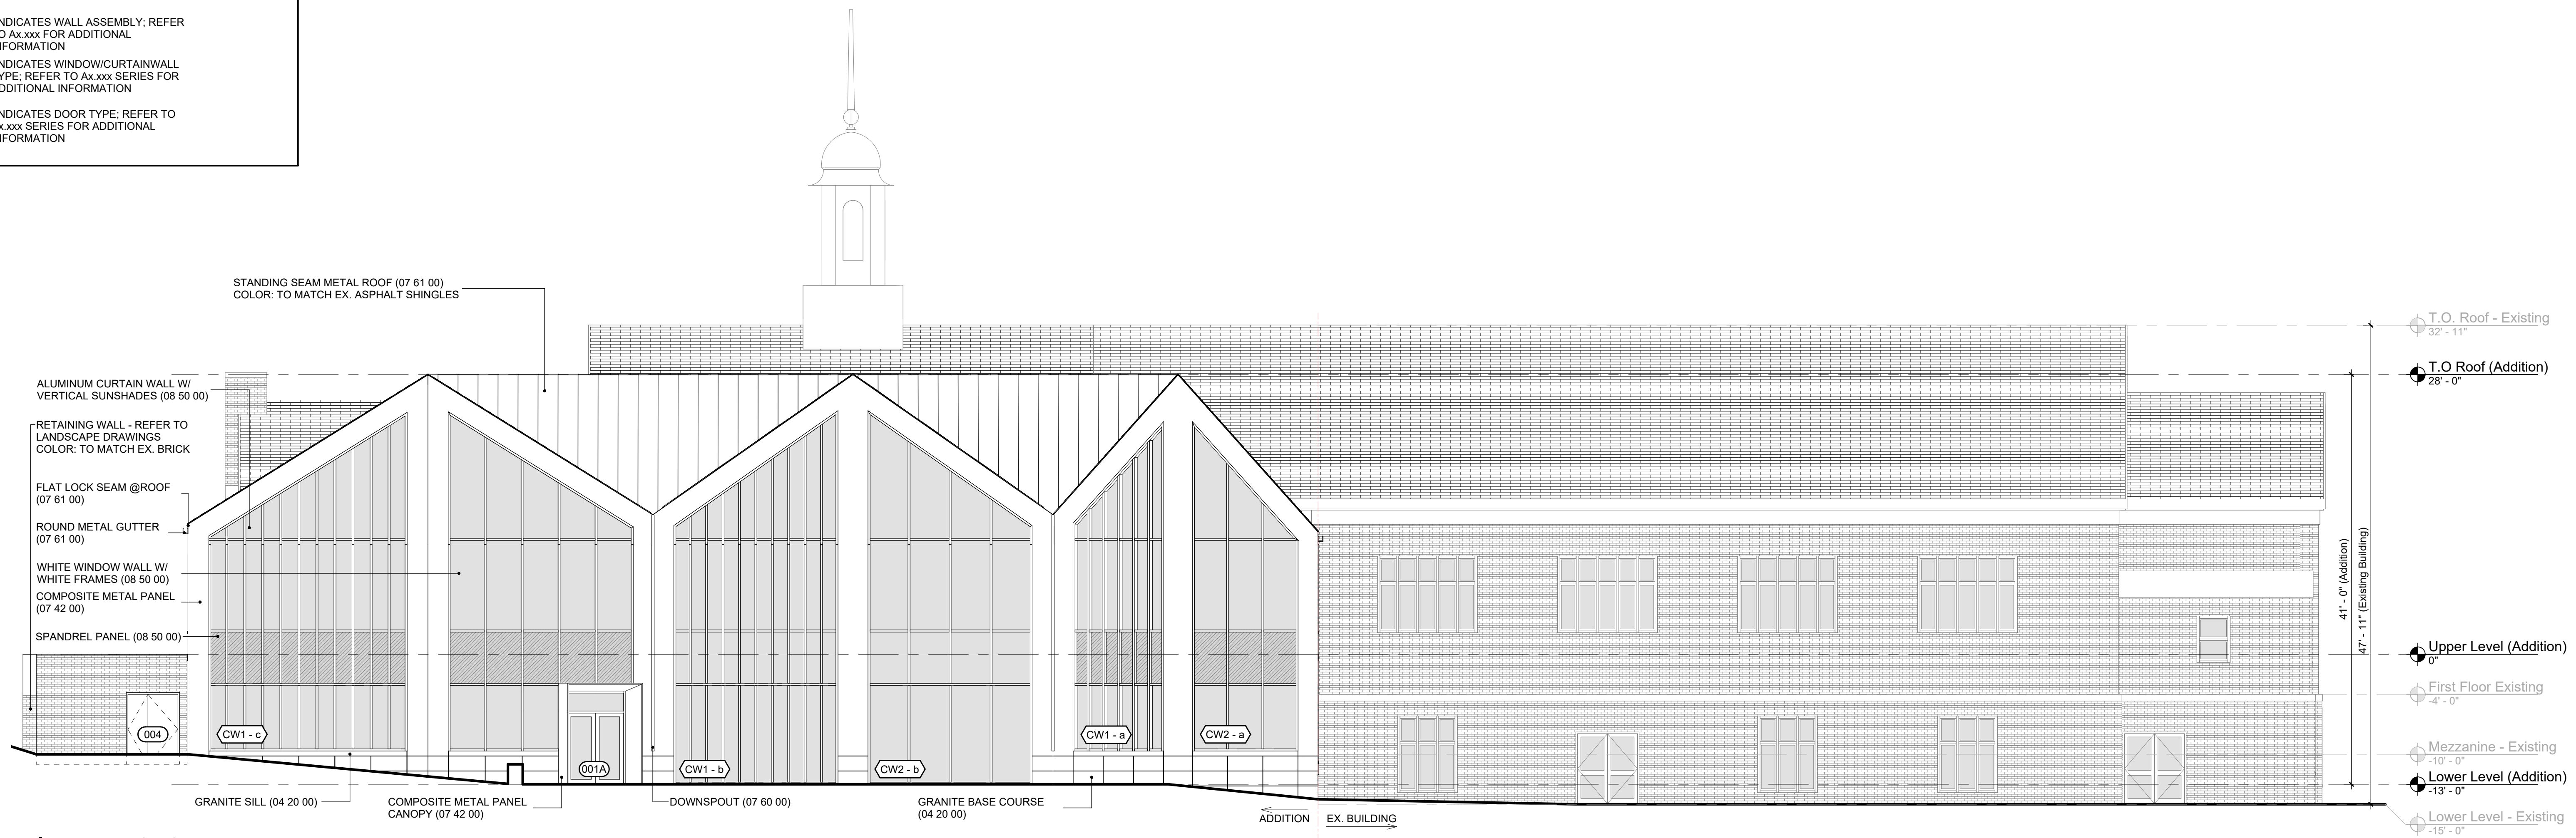 NDICATES WALL ASSEMBLY; REFER
O Ax.xxx FOR ADDITIONAL
NFORMATION
NDICATES WINDOW/CURTAINWALL
YPE; REFER TO Ax.xxx SERIES FOR
DDITIONAL INFORMATION
NDICATES DOOR TYPE; REFER TO
x.xxx SERIES FOR ADDITIONAL
NFORMATION
STANDING SEAM METAL ROOF (07 61 00)
COLOR: TO MATCH EX. ASPHALT SHINGLES
ALUMINUM CURTAIN WALL W/
VERTICAL SUNSHADES (08 50 00)
RETAINING WALL - REFER TO
LANDSCAPE DRAWINGS
COLOR: TO MATCH EX. BRICK
FLAT LOCK SEAM @ROOF
(07 61 00)
ROUND METAL GUTTER
(07 61 00)
WHITE WINDOW WALL W/
WHITE FRAMES (08 50 00)
COMPOSITE METAL PANEL
(07 42 00)
SPANDREL PANEL (08 50 00)
004
CW1 - c
001A
CW1 - b
CW2 - b
CW1 - a
CW2 - a
GRANITE SILL (04 20 00)
COMPOSITE METAL PANEL
CANOPY (07 42 00)
DOWNSPOUT (07 60 00)
GRANITE BASE COURSE
(04 20 00)
ADDITION
EX. BUILDING
41' - 0" (Addition)
47' - 11" (Existing Building)
T.O. Roof - Existing
32' - 11"
T.O Roof (Addition)
28' - 0"
Upper Level (Addition)
0"
First Floor Existing
-4' - 0"
Mezzanine - Existing
-10' - 0"
Lower Level (Addition)
-13' - 0"
Lower Level - Existing
-15' - 0"